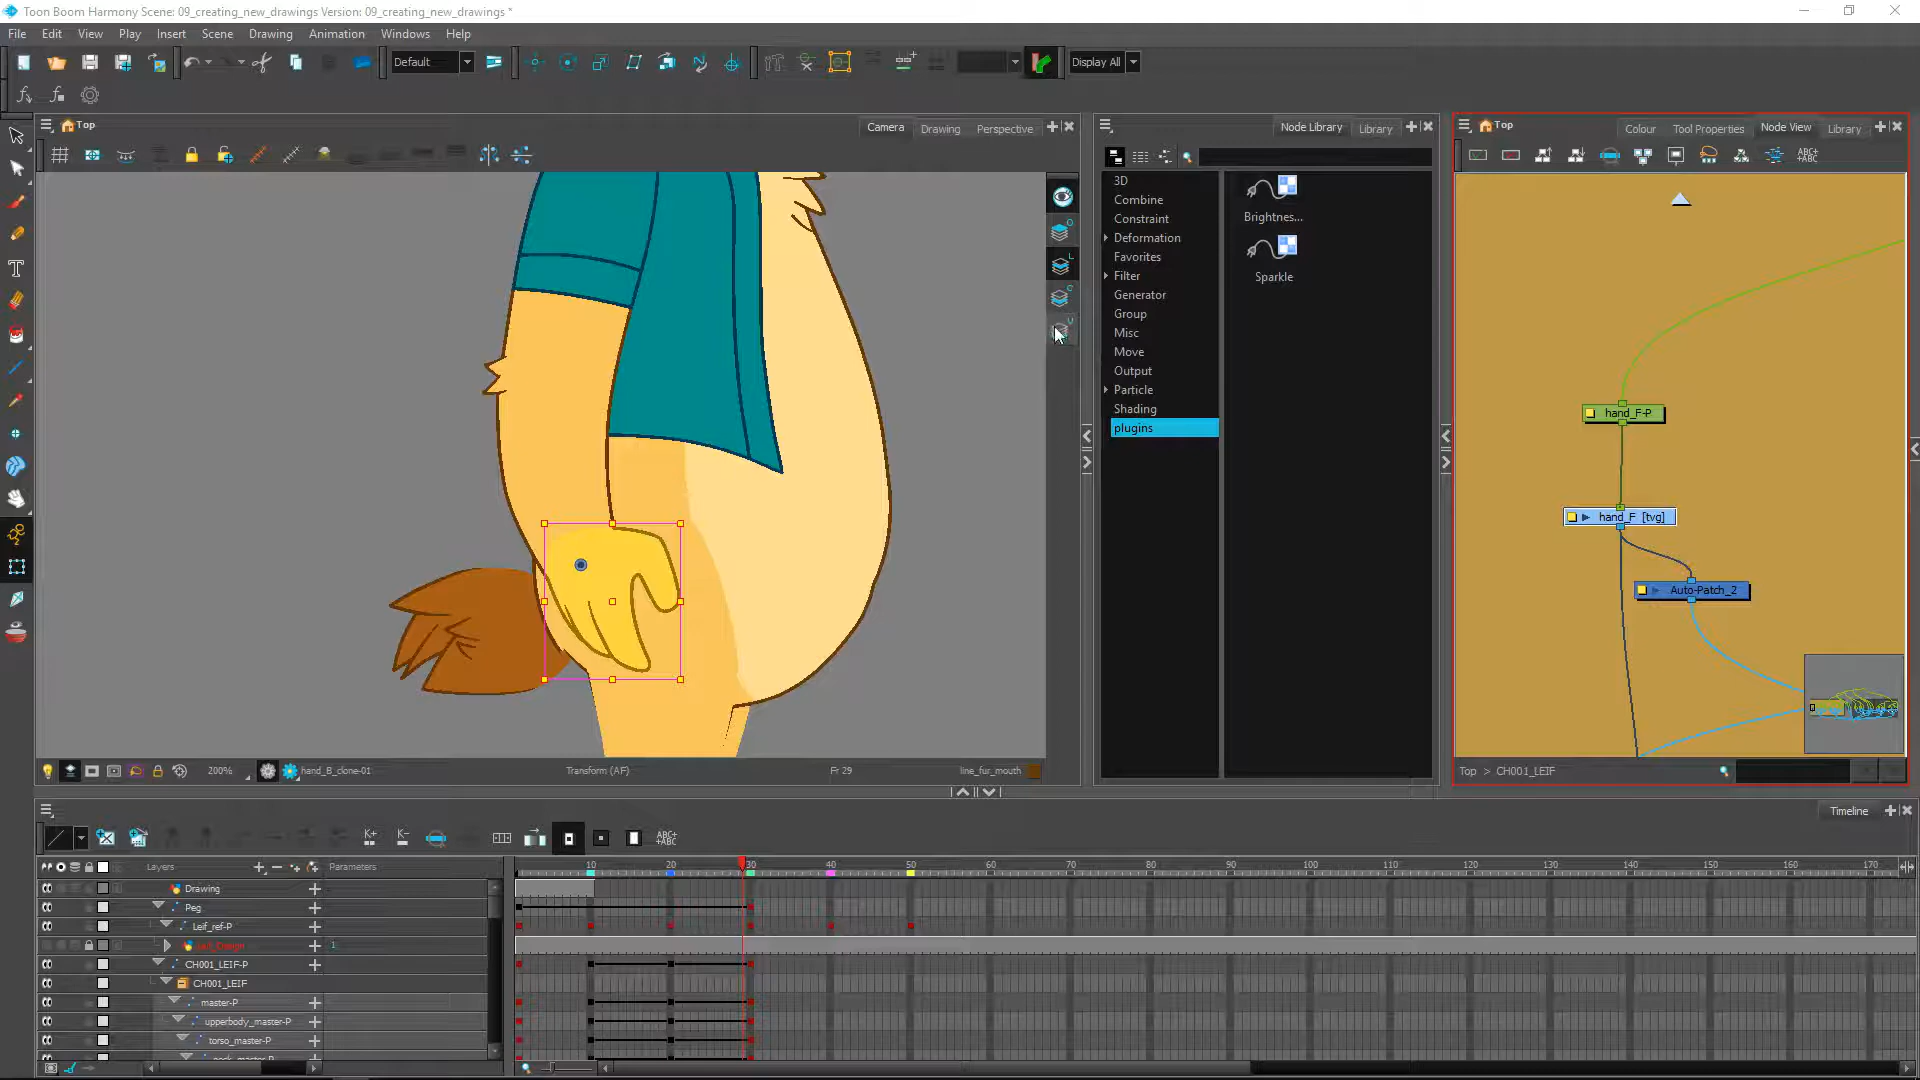 Toon Boom Harmony Scene: 09_creating_new_drawings Version: 09_creating_new_drawings *
File Edit View Play Insert Scene Drawing Animation Windows Help
Default
Display All
Top
Camera Drawing Perspective
Node Library Library
Top
Colour Tool Properties Node View Library
3D
Combine
Constraint
Deformation
Favorites
Filter
Generator
Group
Misc
Move
Output
Particle
Shading
plugins
Brightnes...
Sparkle
hand_F-P
hand_F [tvg]
Auto-Patch_2
200%
hand_B_clone-01
Transform (AF)
Fr 29
line_fur_mouth
Top > CH001_LEIF
Timeline
K+ K-
ABC+
Layers
Parameters
10 20 30 40 50 60 70 80 90 100 110 120 130 140 150 160 170
Drawing
Peg
Leif_ref-P
1
CH001_LEIF-P
CH001_LEIF
master-P
upperbody_master-P
torso_master-P
neck_master-P